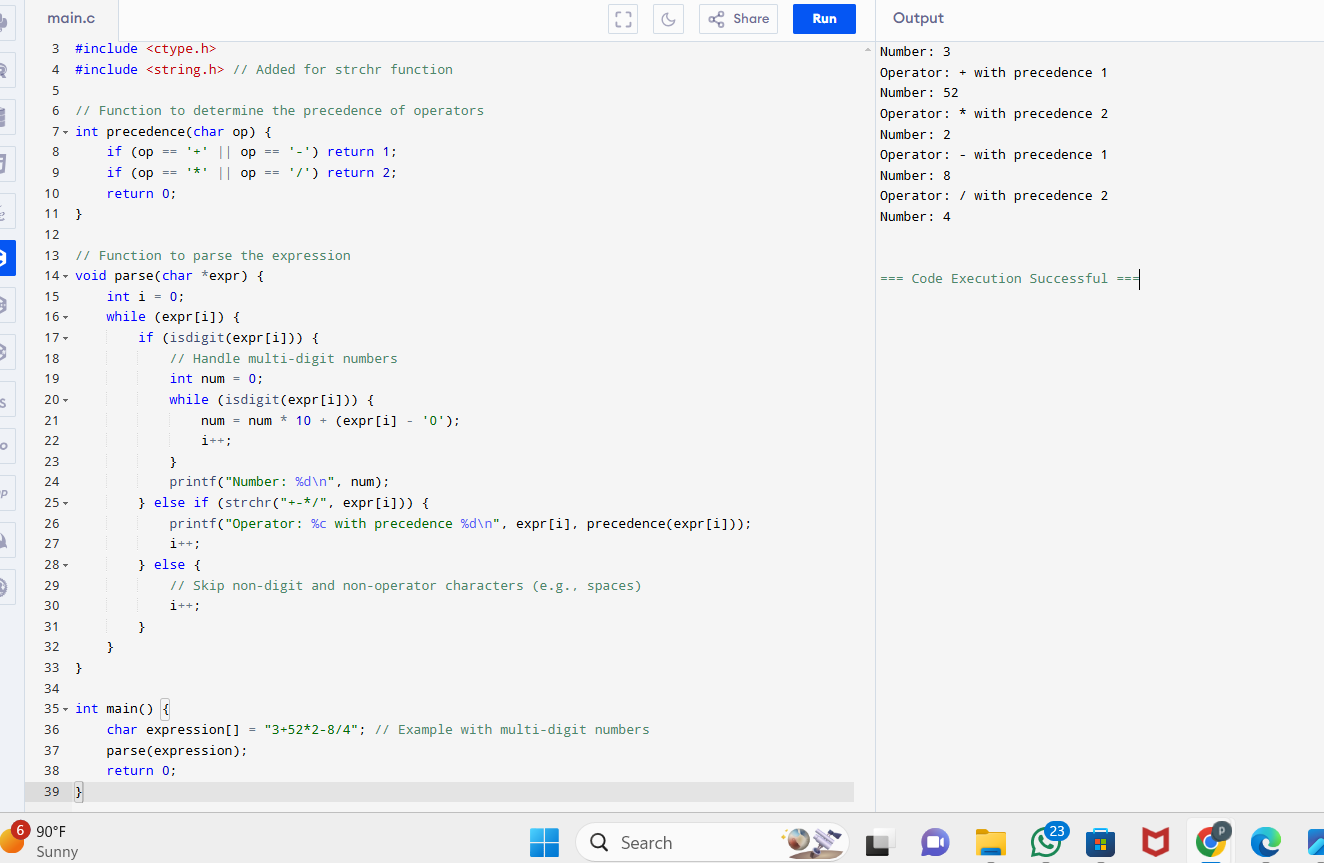 main.c
Share
Run
Output
3 #include <ctype.h>
4 #include <string.h> // Added for strchr function
5
6 // Function to determine the precedence of operators
7 int precedence(char op) {
8     if (op == '+' || op == '-') return 1;
9     if (op == '*' || op == '/') return 2;
10     return 0;
11 }
12
13 // Function to parse the expression
14 void parse(char *expr) {
15     int i = 0;
16     while (expr[i]) {
17         if (isdigit(expr[i])) {
18             // Handle multi-digit numbers
19             int num = 0;
20             while (isdigit(expr[i])) {
21                 num = num * 10 + (expr[i] - '0');
22                 i++;
23             }
24             printf("Number: %d\n", num);
25         } else if (strchr("+-*/", expr[i])) {
26             printf("Operator: %c with precedence %d\n", expr[i], precedence(expr[i]));
27             i++;
28         } else {
29             // Skip non-digit and non-operator characters (e.g., spaces)
30             i++;
31         }
32     }
33 }
34
35 int main() {
36     char expression[] = "3+52*2-8/4"; // Example with multi-digit numbers
37     parse(expression);
38     return 0;
39 }
Number: 3
Operator: + with precedence 1
Number: 52
Operator: * with precedence 2
Number: 2
Operator: - with precedence 1
Number: 8
Operator: / with precedence 2
Number: 4
=== Code Execution Successful ===
6
90°F
Sunny
Search
23
P